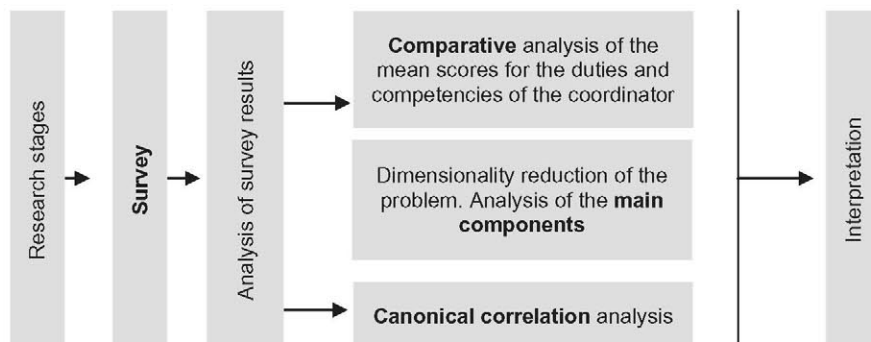 Research stages
Survey
Analysis of survey results
Comparative analysis of the
mean scores for the duties and
competencies of the coordinator
Dimensionality reduction of the
problem. Analysis of the main
components
Canonical correlation analysis
Interpretation